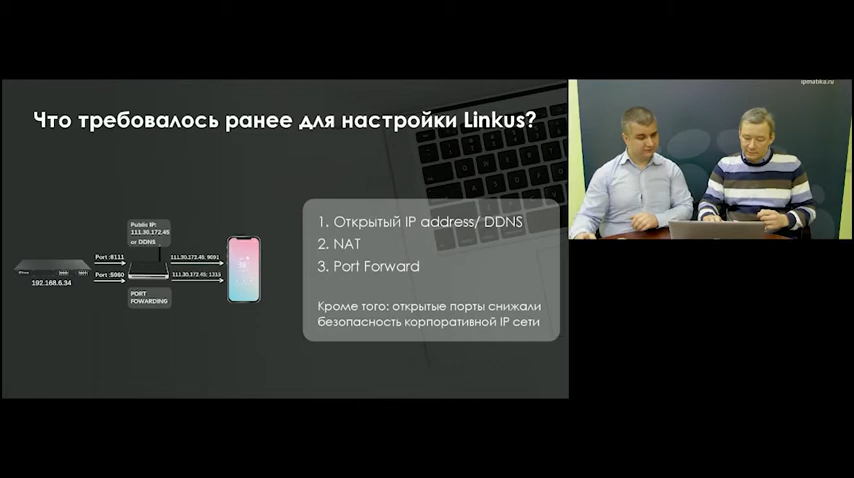 ipmatika.ru
Что требовалось ранее для настройки Linkus?
Public IP:
111.30.172.45
or DDNS
Port :8111
Port :5060
111.30.172.45: 9091
111.30.172.45: 1315
192.168.6.34
PORT
FOWARDING
1. Открытый IP address/ DDNS
2. NAT
3. Port Forward
Кроме того: открытые порты снижали
безопасность корпоративной IP сети